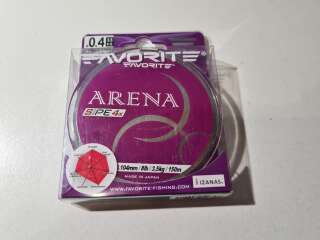 .0.4号
FAVORITE
FAVORITE
ARENA
S/PE 4x
.104mm / 8lb / 3,5kg / 150m
MADE IN JAPAN
WWW.FAVORITE-FISHING.COM
IZANAS.